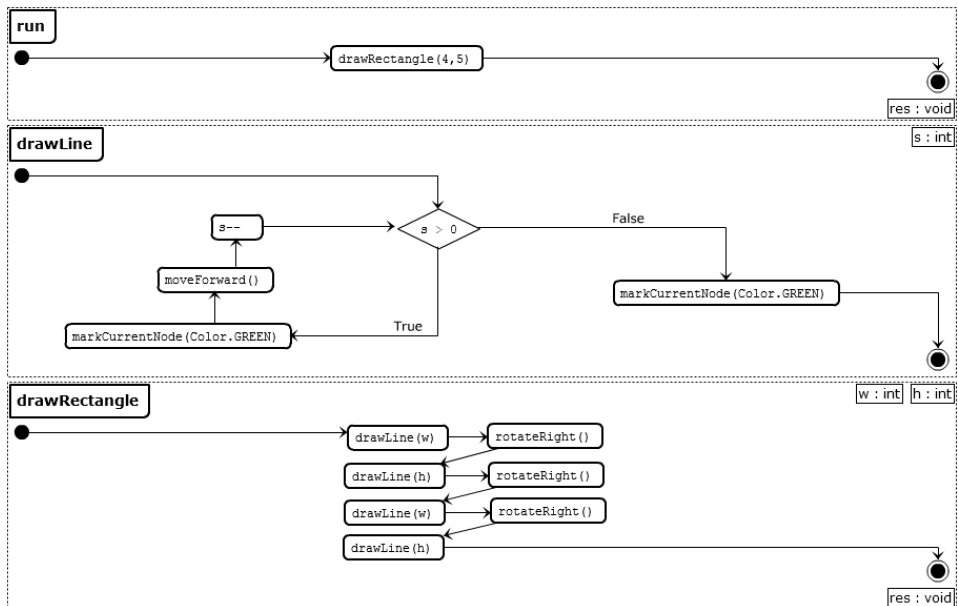 run
drawRectangle(4,5)
res : void
drawLine
s : int
False
s--
s > 0
moveForward()
markCurrentNode(Color.GREEN)
True
markCurrentNode(Color.GREEN)
drawRectangle
w : int h : int
drawLine(w) rotateRight()
drawLine(h) rotateRight()
drawLine(w) rotateRight()
drawLine(h)
res : void